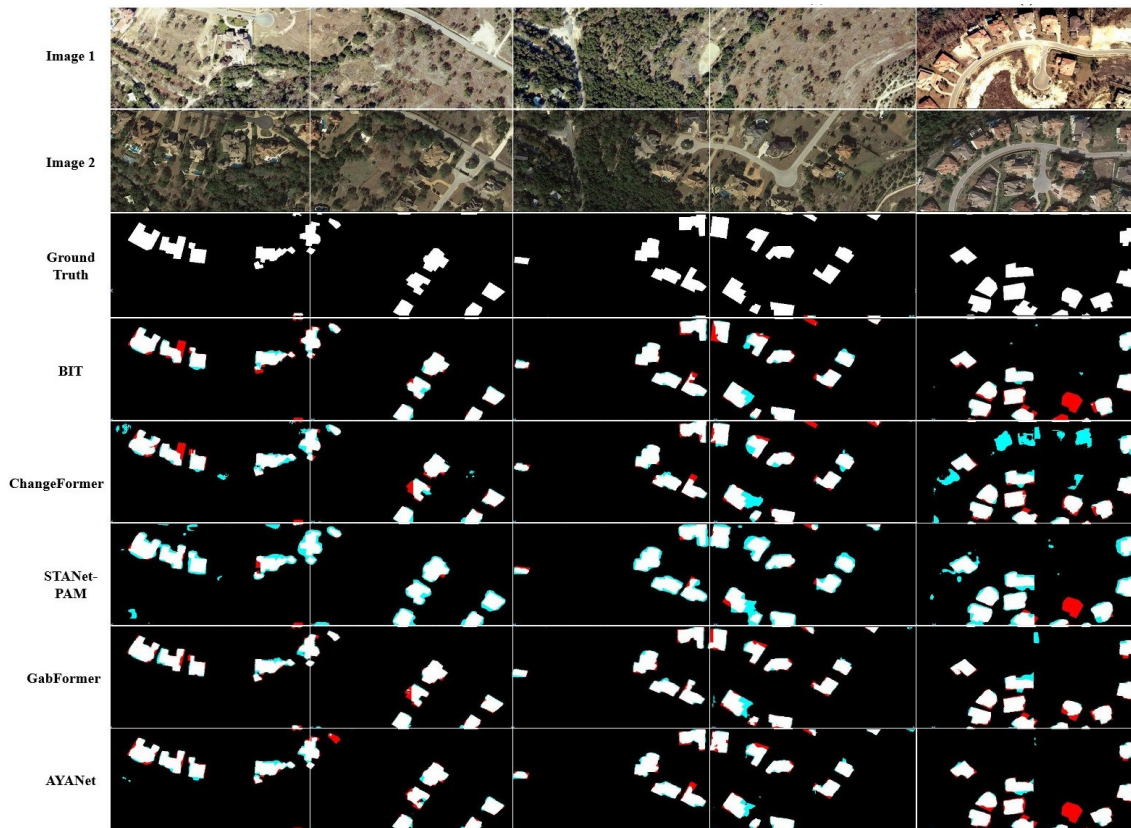 Image 1
Image 2
Ground
Truth
BIT
ChangeFormer
STANet-
PAM
GabFormer
AYANet